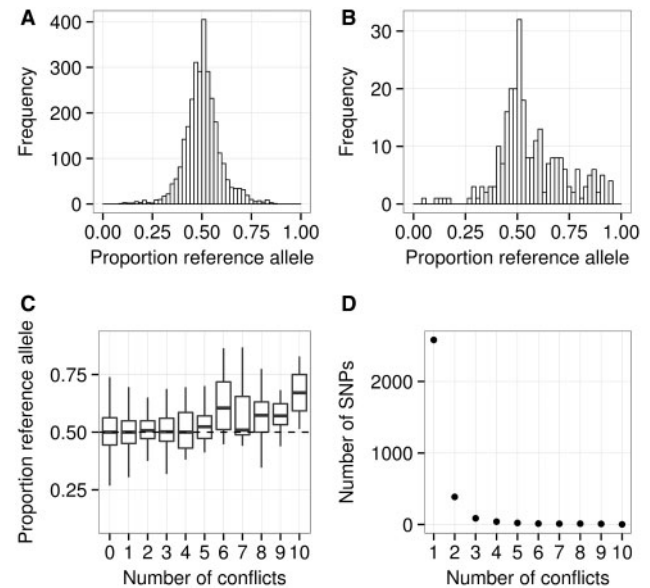 A
400
300
200
100
0
Frequency
0.00 0.25 0.50 0.75 1.00
Proportion reference allele
B
30
20
10
0
Frequency
0.00 0.25 0.50 0.75 1.00
Proportion reference allele
C
0.75
0.50
0.25
Proportion reference allele
0 1 2 3 4 5 6 7 8 9 10
Number of conflicts
D
2000
1000
0
Number of SNPs
1 2 3 4 5 6 7 8 9 10
Number of conflicts